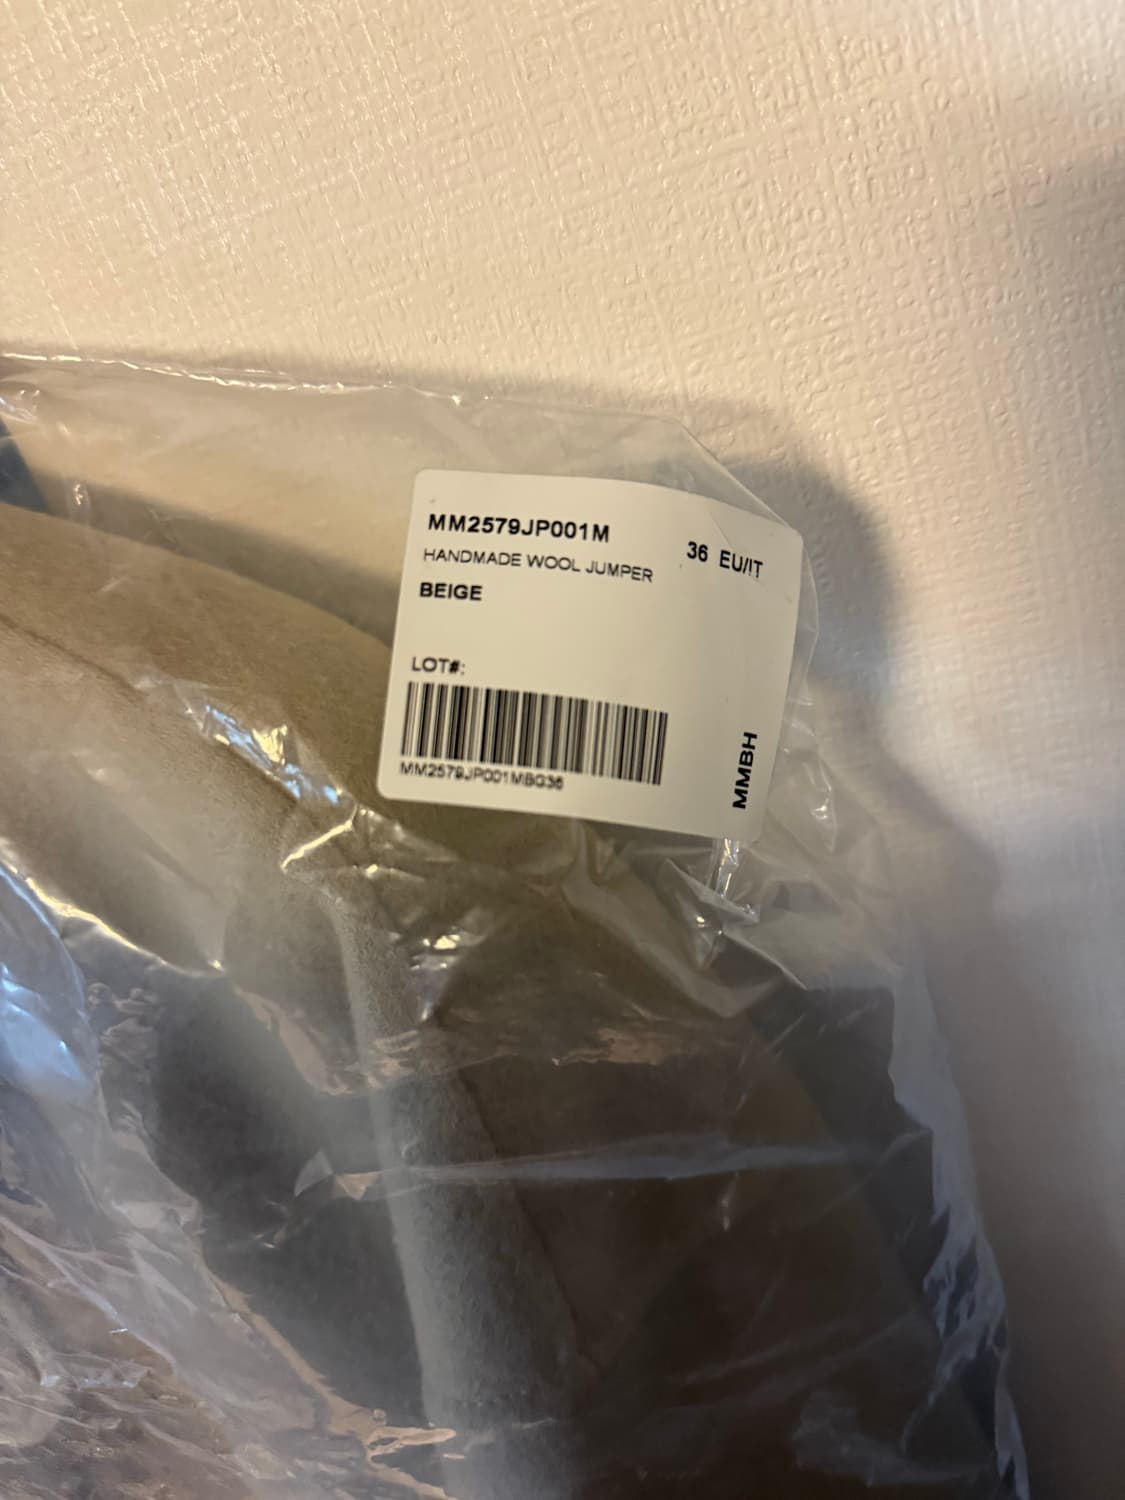 MM2579JP001M
36 EU/IT
HANDMADE WOOL JUMPER
BEIGE
LOT#:
MM2579JP001MBG36
MMBH